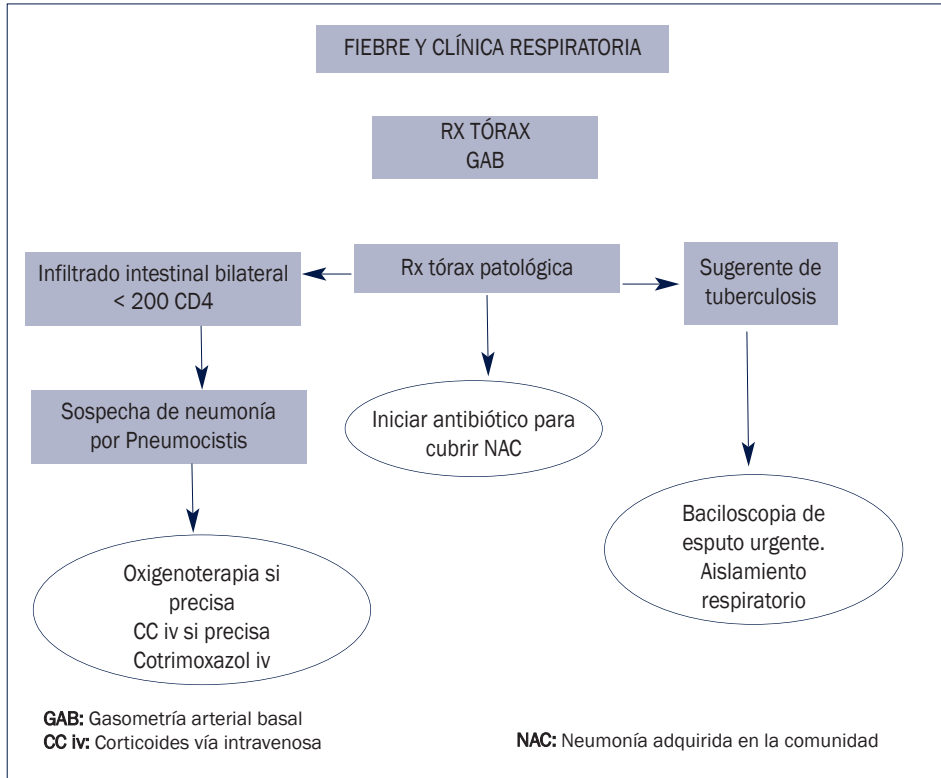 FIEBRE Y CLÍNICA RESPIRATORIA
RX TÓRAX
GAB
Infiltrado intestinal bilateral
< 200 CD4
Rx tórax patológica
Sugerente de
tuberculosis
Sospecha de neumonía
por Pneumocistis
Iniciar antibiótico para
cubrir NAC
Baciloscopia de
esputo urgente.
Aislamiento
respiratorio
Oxigenoterapia si
precisa
CC iv si precisa
Cotrimoxazol iv
GAB: Gasometría arterial basal
CC iv: Corticoides vía intravenosa
NAC: Neumonía adquirida en la comunidad